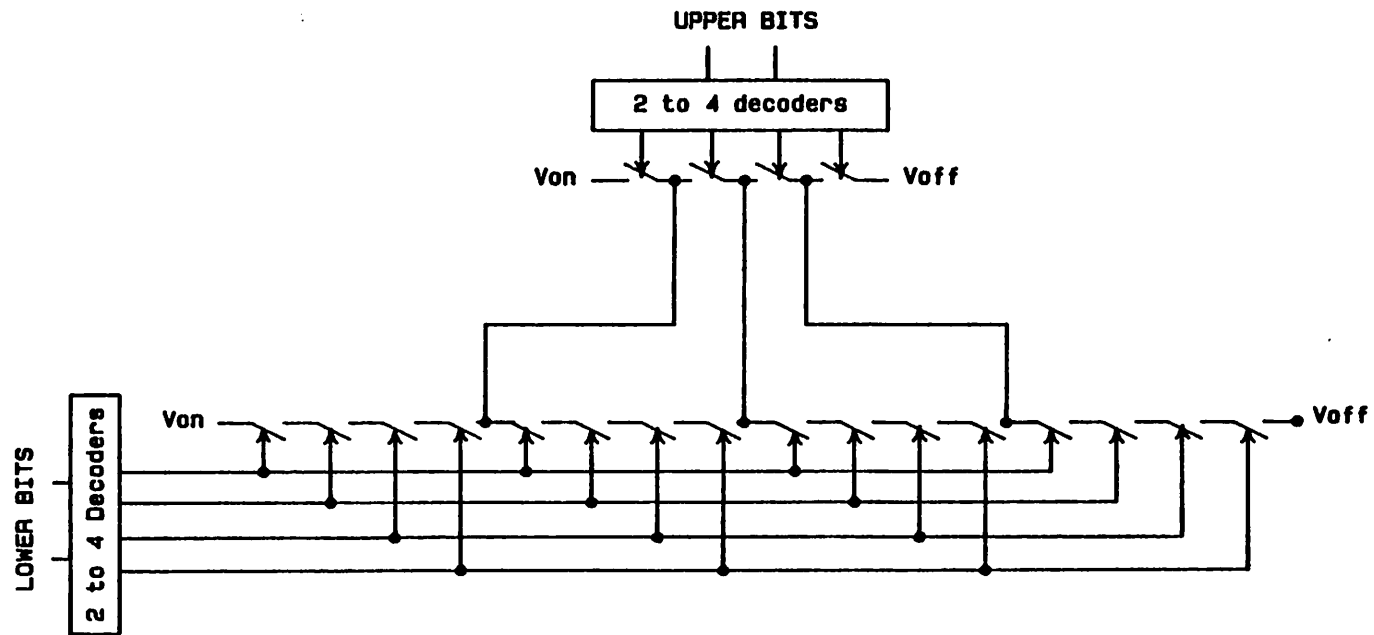 UPPER BITS
2 to 4 decoders
Von
Voff
Von
Voff
LOWER BITS
2 to 4 Decoders